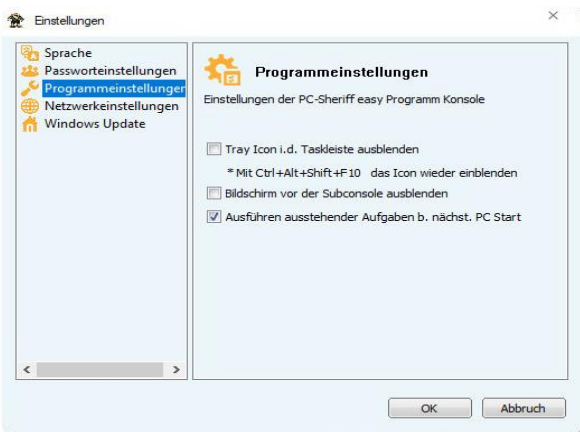 Einstellungen
Sprache
Passworteinstellungen
Programmeinstellungen
Netzwerkeinstellungen
Windows Update
Programmeinstellungen
Einstellungen der PC-Sheriff easy Programm Konsole
Tray Icon i.d. Taskleiste ausblenden
* Mit Ctrl+Alt+Shift+F10 das Icon wieder einblenden
Bildschirm vor der Subconsole ausblenden
Ausführen ausstehender Aufgaben b. nächst. PC Start
OK
Abbruch